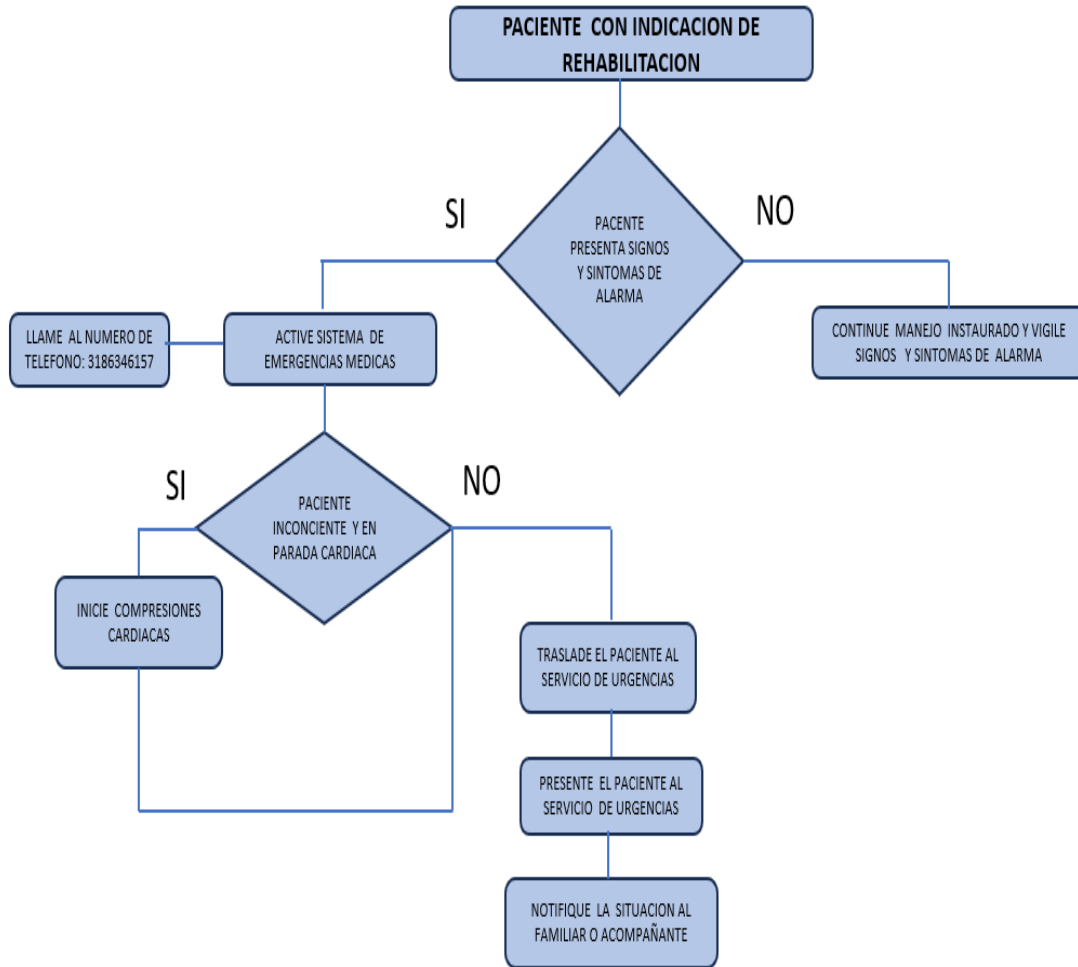 PACIENTE CON INDICACION DE
REHABILITACION
SI
NO
PACENTE
PRESENTA SIGNOS
Y SINTOMAS DE
ALARMA
LLAME AL NUMERO DE
TELEFONO: 3186346157
ACTIVE SISTEMA DE
EMERGENCIAS MEDICAS
CONTINUE MANEJO INSTAURADO Y VIGILE
SIGNOS Y SINTOMAS DE ALARMA
SI
NO
PACIENTE
INCONCIENTE Y EN
PARADA CARDIACA
INICIE COMPRESIONES
CARDIACAS
TRASLADE EL PACIENTE AL
SERVICIO DE URGENCIAS
PRESENTE EL PACIENTE AL
SERVICIO DE URGENCIAS
NOTIFIQUE LA SITUACION AL
FAMILIAR O ACOMPAÑANTE